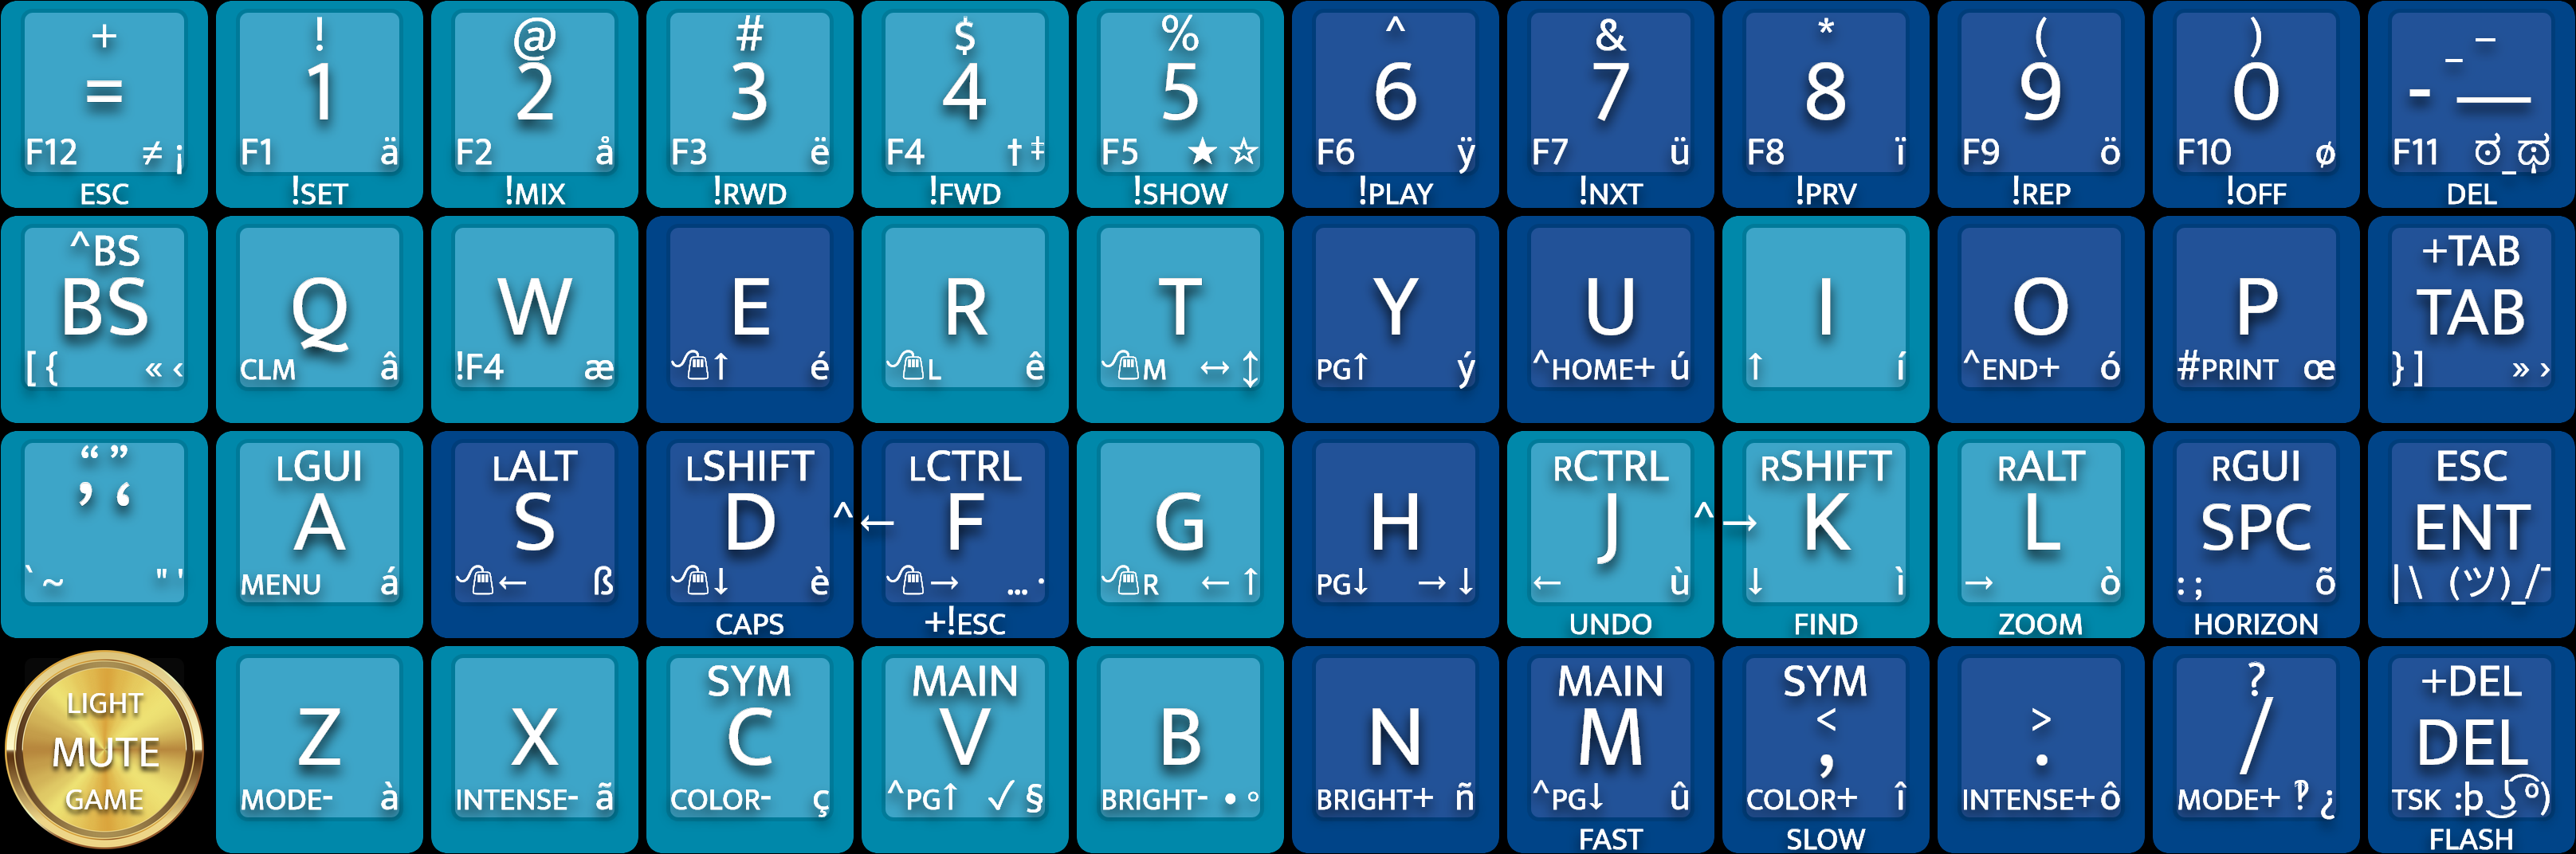 + ! @ # $ % ^ & * ( ) _ –
= 1 2 3 4 5 6 7 8 9 0 - —
F12 ≠ ¡ F1 ä F2 å F3 ë F4 † ‡ F5 ★ ☆ F6 ÿ F7 ü F8 ï F9 ö F10 ø F11 ಠ_ಥ
ESC !SET !MIX !RWD !FWD !SHOW !PLAY !NXT !PRV !REP !OFF DEL
^BS +TAB
BS Q W E R T Y U I O P TAB
[ { « ‹ CLM â !F4 æ 🖰↑ é 🖰L ê 🖰M ↔ ↕ PG↑ ý ^HOME+ ú ↑ í ^END+ ó #PRINT œ } ] » ›
“ ” LGUI LALT LSHIFT LCTRL RCTRL RSHIFT RALT RGUI ESC
’ ‘ A S D ^← F G H J ^→ K L SPC ENT
` ~ " ' MENU á 🖰← ß 🖰↓ è 🖰→ … · 🖰R ← ↑ PG↓ → ↓ ← ù ↓ ì → ò : ; õ | \ (ツ)_/¯
CAPS +!ESC UNDO FIND ZOOM HORIZON
LIGHT SYM MAIN MAIN SYM ? +DEL
MUTE Z X C V B N M < , > . / DEL
GAME MODE- à INTENSE- ã COLOR- ç ^PG↑ ✓ § BRIGHT- • ◦ BRIGHT+ ñ ^PG↓ û COLOR+ î INTENSE+ ô MODE+ ‽ ¿ TSK :þ ͜ʖ ͡º)
FAST SLOW FLASH